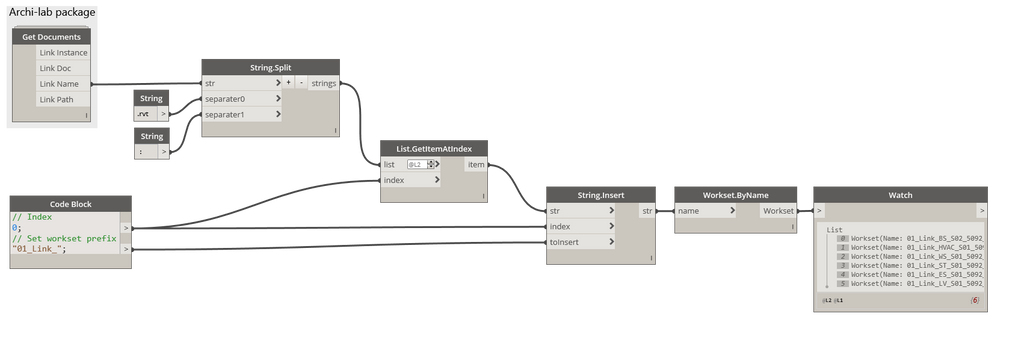 Archi-lab package
Get Documents
Link Instance
Link Doc
Link Name
Link Path
l
String
.rvt >
String
: >
String.Split
str > + - strings
separater0 >
separater1 >
l
List.GetItemAtIndex
list @L2 > item
index >
l
Code Block
// Index
0; >
// Set workset prefix
"01_Link_"; >
String.Insert
str > str
index >
toInsert >
l
Workset.ByName
name > Workset
l
Watch
> >
List
0 Workset(Name: 01_Link_BS_S02_5092_
1 Workset(Name: 01_Link_HVAC_S01_50
2 Workset(Name: 01_Link_WS_S01_5092_
3 Workset(Name: 01_Link_ST_S01_5092_
4 Workset(Name: 01_Link_ES_S01_5092_
5 Workset(Name: 01_Link_LV_S01_5092_
@L2 @L1 {6}